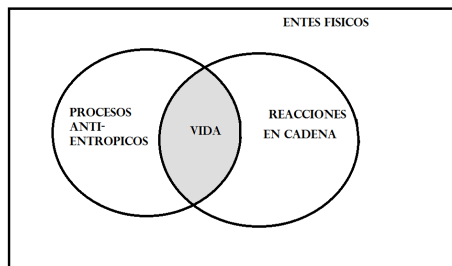 ENTES FISICOS
PROCESOS
ANTI-
ENTROPICOS
VIDA
REACCIONES
EN CADENA